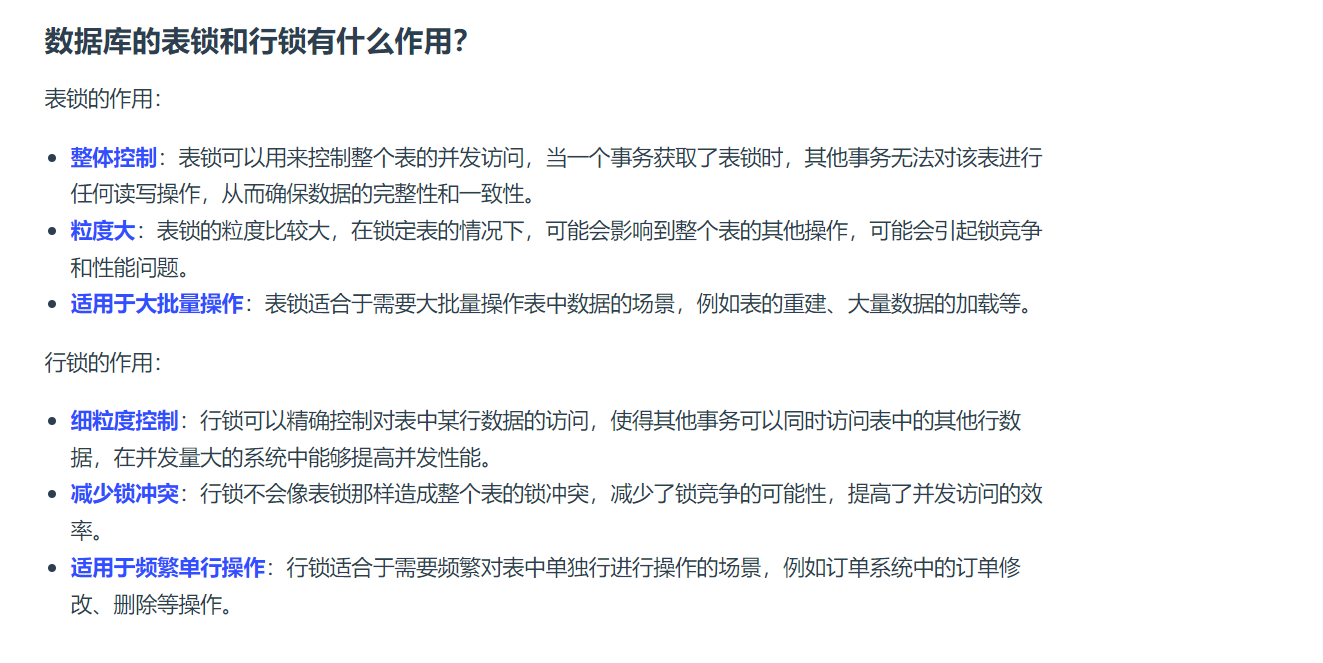 数据库的表锁和行锁有什么作用?
表锁的作用：
• 整体控制：表锁可以用来控制整个表的并发访问，当一个事务获取了表锁时，其他事务无法对该表进行
任何读写操作，从而确保数据的完整性和一致性。
• 粒度大：表锁的粒度比较大，在锁定表的情况下，可能会影响到整个表的其他操作，可能会引起锁竞争
和性能问题。
• 适用于大批量操作：表锁适合于需要大批量操作表中数据的场景，例如表的重建、大量数据的加载等。
行锁的作用：
• 细粒度控制：行锁可以精确控制对表中某行数据的访问，使得其他事务可以同时访问表中的其他行数
据，在并发量大的系统中能够提高并发性能。
• 减少锁冲突：行锁不会像表锁那样造成整个表的锁冲突，减少了锁竞争的可能性，提高了并发访问的效
率。
• 适用于频繁单行操作：行锁适合于需要频繁对表中单独行进行操作的场景，例如订单系统中的订单修
改、删除等操作。